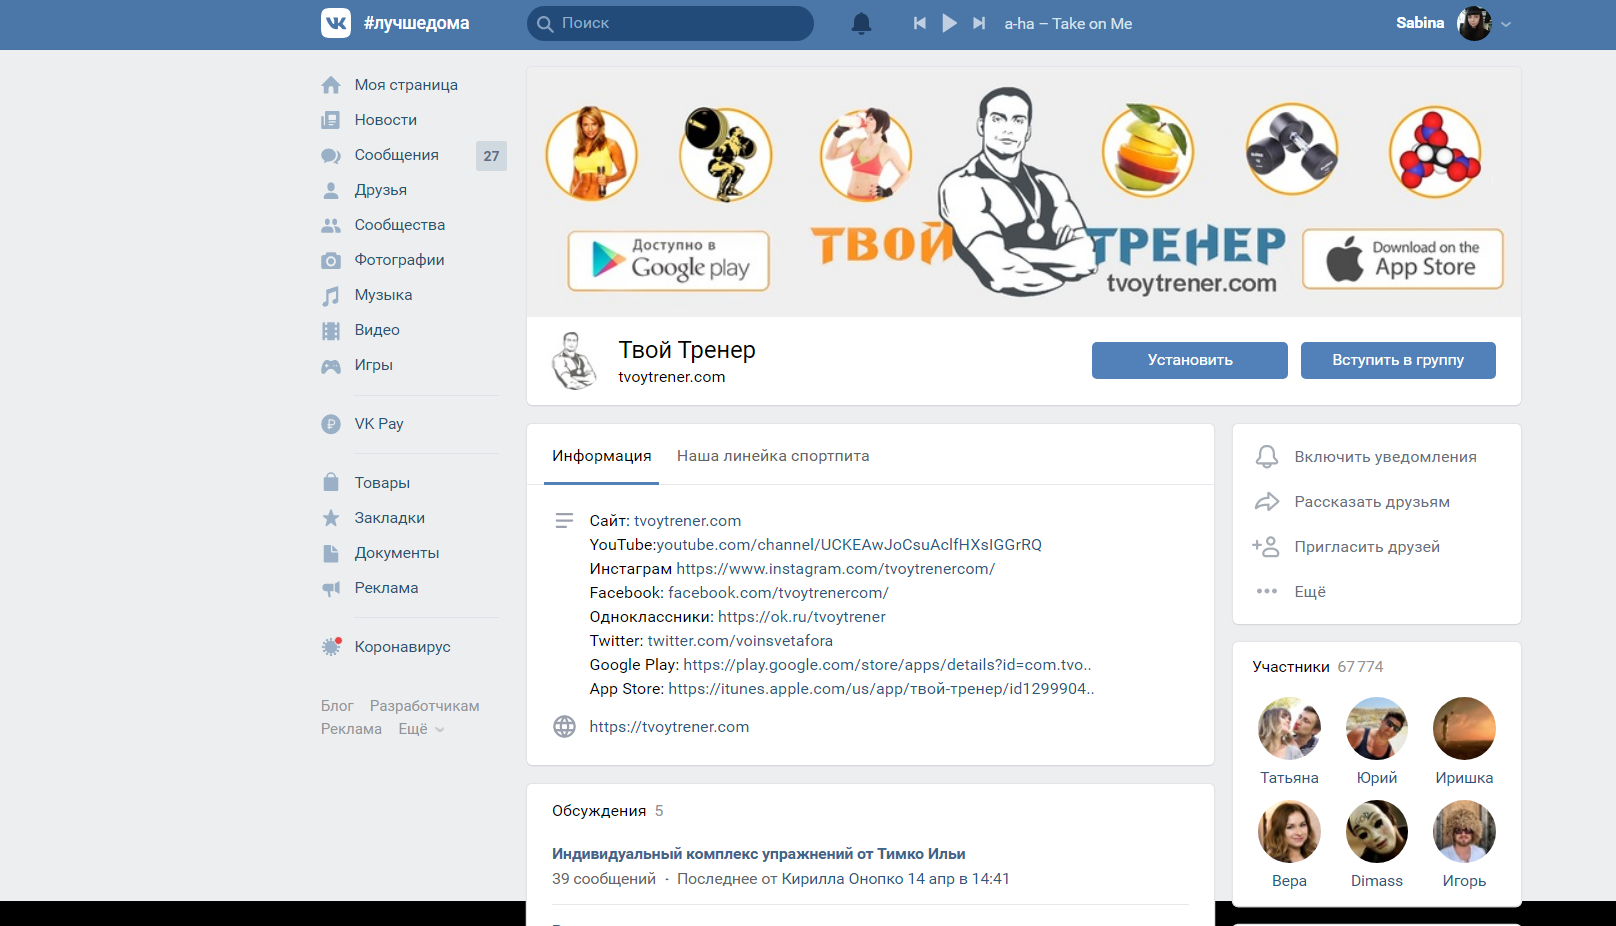 #лучшедома
Поиск
a-ha – Take on Me
Sabina
Моя страница
Новости
Сообщения 27
Друзья
Сообщества
Фотографии
Музыка
Видео
Игры
VK Pay
Товары
Закладки
Документы
Реклама
Коронавирус
Блог Разработчикам
Реклама Ещё
ДОСТУПНО В
Google play
ТВОЙ ТРЕНЕР
tvoytrener.com
Download on the
App Store
Твой Тренер
tvoytrener.com
Установить
Вступить в группу
Информация Наша линейка спортпита
Сайт: tvoytrener.com
YouTube:youtube.com/channel/UCKEAwJoCsuAclfHXsIGGrRQ
Инстаграм https://www.instagram.com/tvoytrenercom/
Facebook: facebook.com/tvoytrenercom/
Одноклассники: https://ok.ru/tvoytrener
Twitter: twitter.com/voinsvetafora
Google Play: https://play.google.com/store/apps/details?id=com.tvo..
App Store: https://itunes.apple.com/us/app/твой-тренер/id1299904..
https://tvoytrener.com
Обсуждения 5
Индивидуальный комплекс упражнений от Тимко Ильи
39 сообщений · Последнее от Кирилла Онопко 14 апр в 14:41
Включить уведомления
Рассказать друзьям
Пригласить друзей
Ещё
Участники 67 774
Татьяна Юрий Иришка
Вера Dimass Игорь